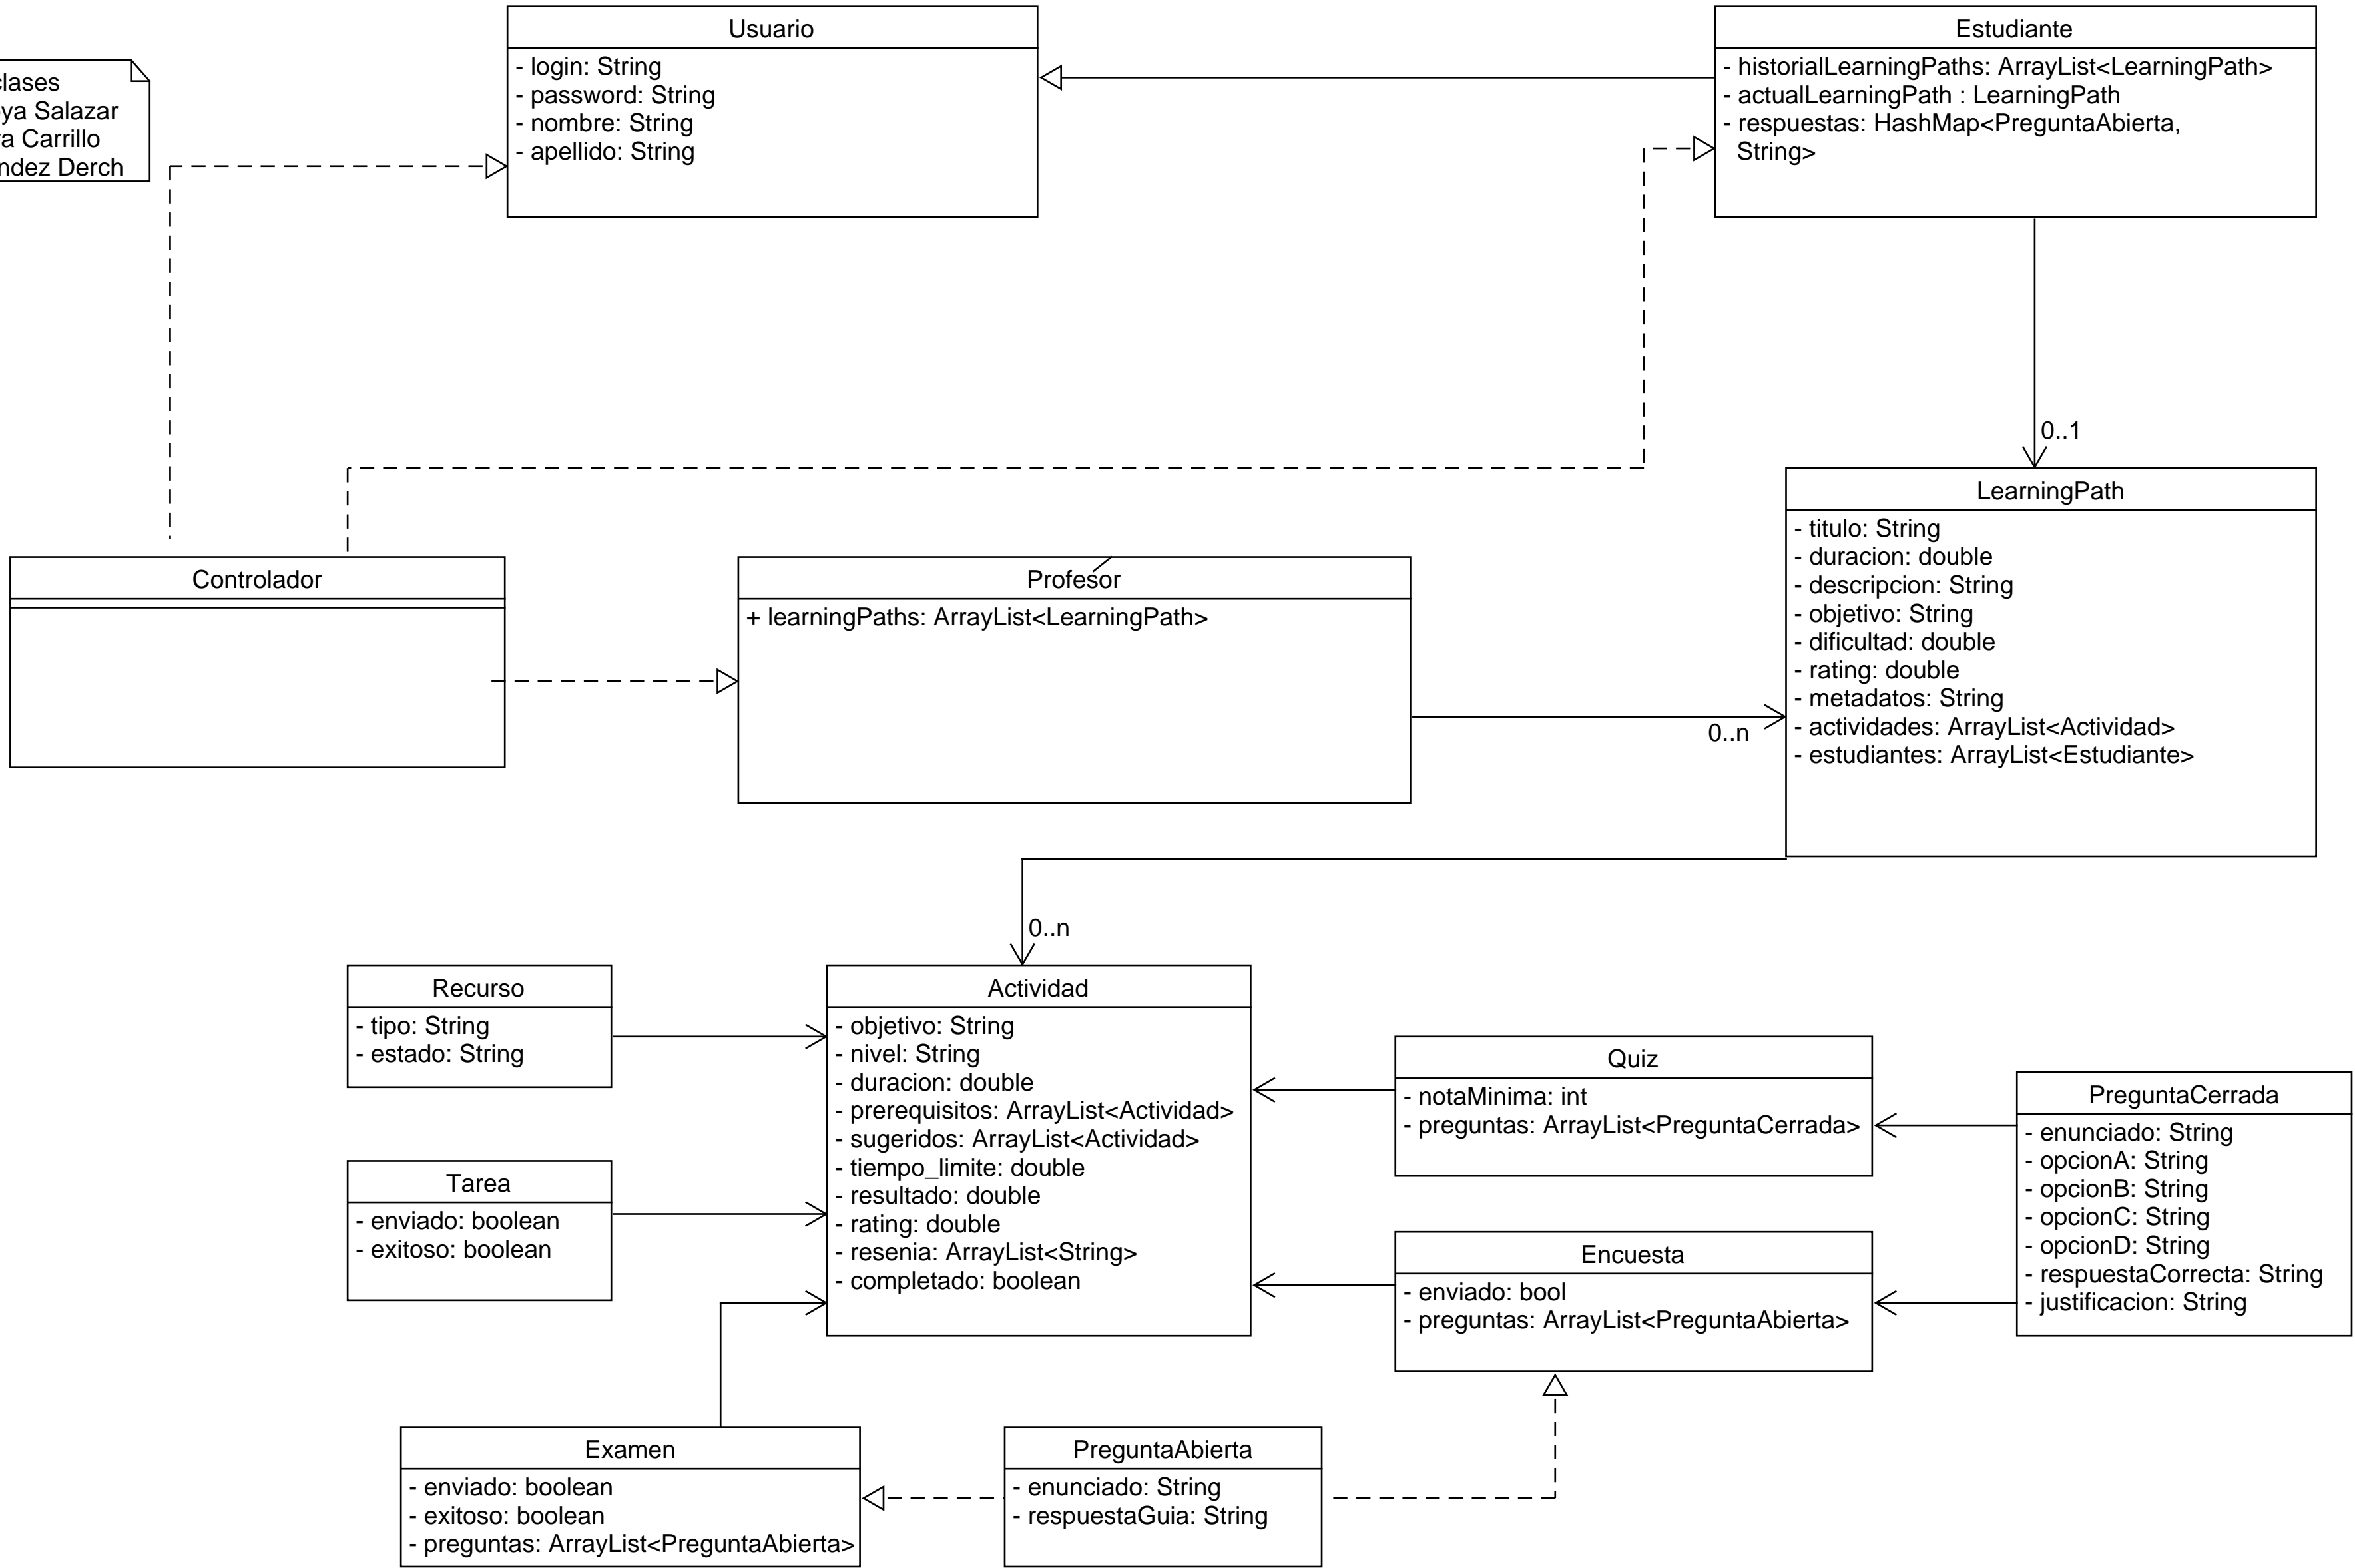 Usuario
- login: String
- password: String
- nombre: String
- apellido: String
Estudiante
- historialLearningPaths: ArrayList<LearningPath>
- actualLearningPath : LearningPath
- respuestas: HashMap<PreguntaAbierta,
String>
Salazar
Carrillo
Derch
0..1
LearningPath
- titulo: String
- duracion: double
- descripcion: String
- objetivo: String
- dificultad: double
- rating: double
- metadatos: String
- actividades: ArrayList<Actividad>
- estudiantes: ArrayList<Estudiante>
Controlador
Profesor
+ learningPaths: ArrayList<LearningPath>
0..n
0..n
Recurso
- tipo: String
- estado: String
Actividad
- objetivo: String
- nivel: String
- duracion: double
- prerequisitos: ArrayList<Actividad>
- sugeridos: ArrayList<Actividad>
- tiempo_limite: double
- resultado: double
- rating: double
- resenia: ArrayList<String>
- completado: boolean
Quiz
- notaMinima: int
- preguntas: ArrayList<PreguntaCerrada>
PreguntaCerrada
- enunciado: String
- opcionA: String
- opcionB: String
- opcionC: String
- opcionD: String
- respuestaCorrecta: String
- justificacion: String
Tarea
- enviado: boolean
- exitoso: boolean
Encuesta
- enviado: bool
- preguntas: ArrayList<PreguntaAbierta>
Examen
- enviado: boolean
- exitoso: boolean
- preguntas: ArrayList<PreguntaAbierta>
PreguntaAbierta
- enunciado: String
- respuestaGuia: String